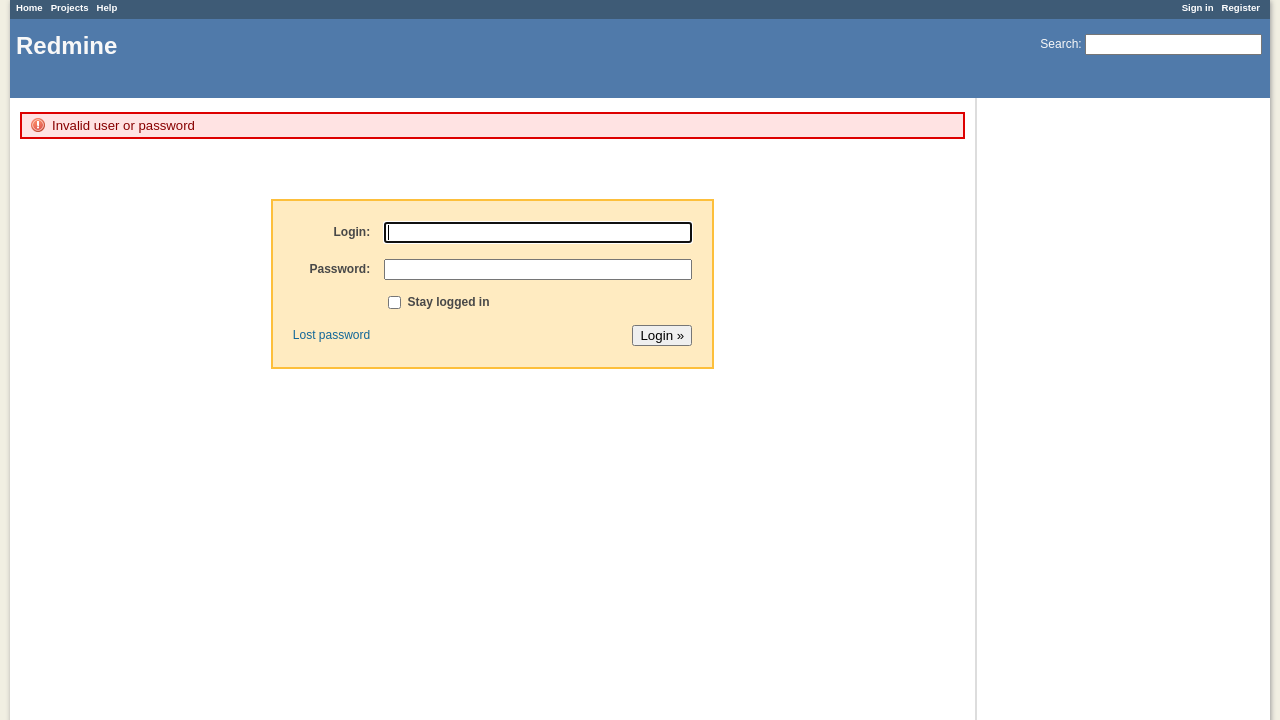 Home Projects Help Sign in Register
Redmine
Search:
Invalid user or password
Login:
Password:
Stay logged in
Lost password
Login »